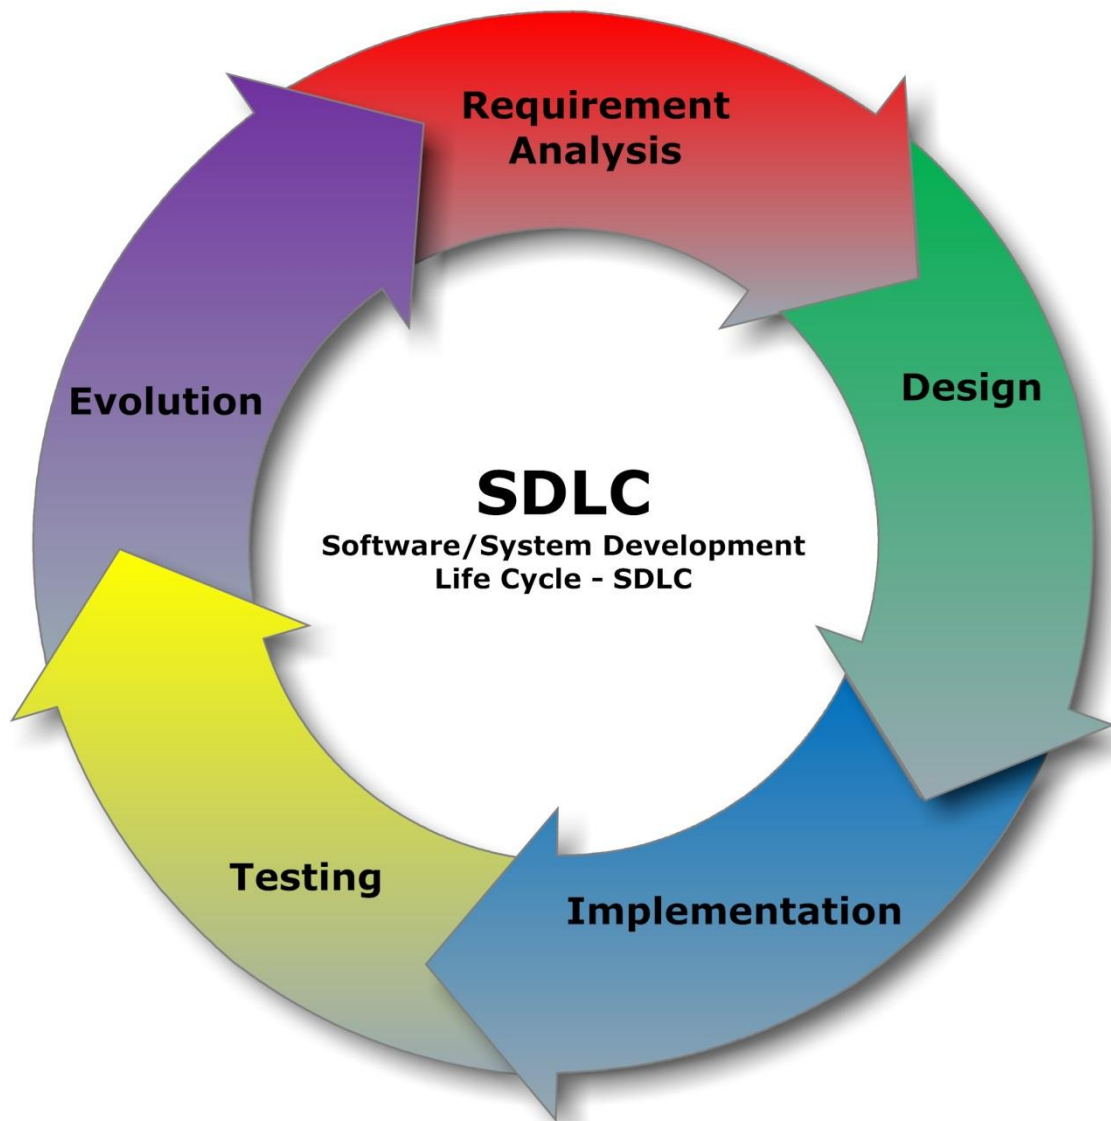 Requirement
Analysis
Design
Evolution
SDLC
Software/System Development
Life Cycle - SDLC
Testing
Implementation